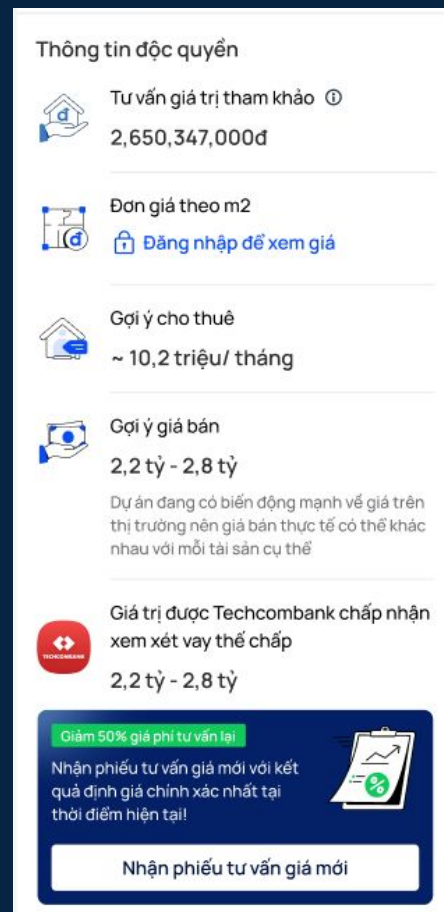 Thông tin độc quyền
Tư vấn giá trị tham khảo
2,650,347,000đ
Đơn giá theo m2
Đăng nhập để xem giá
Gợi ý cho thuê
~ 10,2 triệu/ tháng
Gợi ý giá bán
2,2 tỷ - 2,8 tỷ
Dự án đang có biến động mạnh về giá trên
thị trường nên giá bán thực tế có thể khác
nhau với mỗi tài sản cụ thể
Giá trị được Techcombank chấp nhận
xem xét vay thế chấp
TECHCOMBANK
2,2 tỷ - 2,8 tỷ
Giảm 50% giá phí tư vấn lại
Nhận phiếu tư vấn giá mới với kết
quả định giá chính xác nhất tại
thời điểm hiện tại!
Nhận phiếu tư vấn giá mới